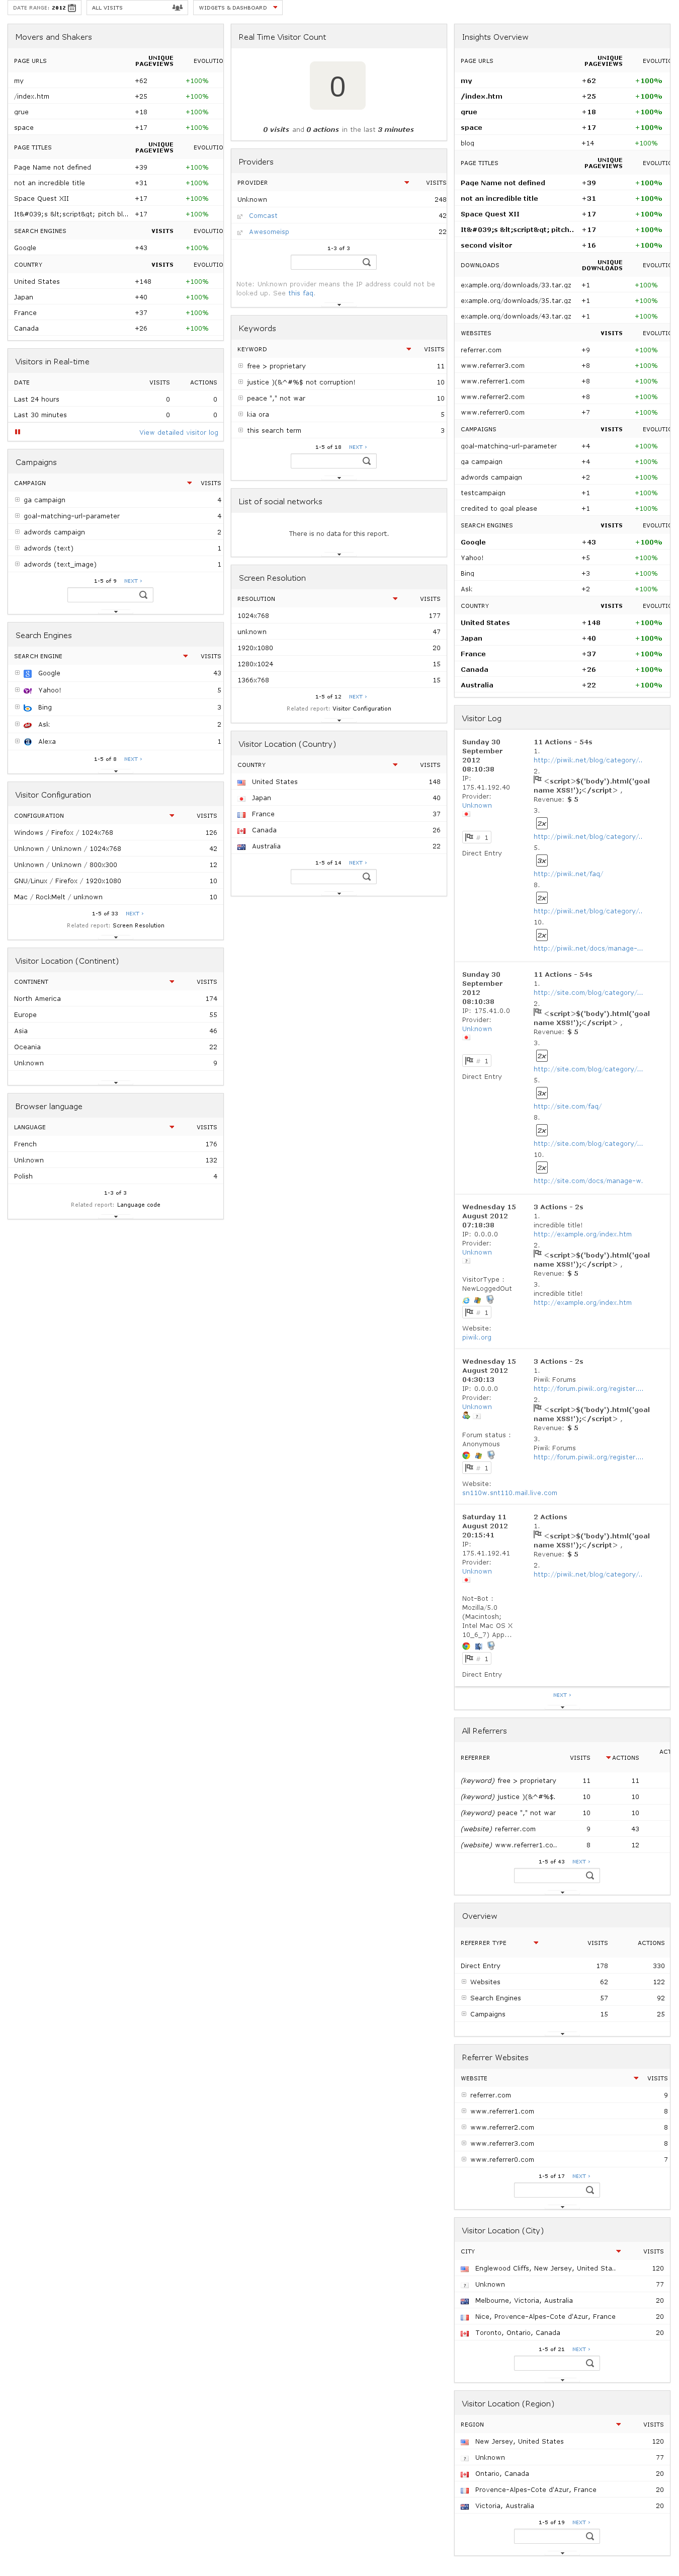 DATE RANGE: 2012
ALL VISITS
WIDGETS & DASHBOARD
Movers and Shakers
PAGE URLS UNIQUE PAGEVIEWS EVOLUTIO
my +62 +100%
/index.htm +25 +100%
grue +18 +100%
space +17 +100%
PAGE TITLES UNIQUE PAGEVIEWS EVOLUTIO
Page Name not defined +39 +100%
not an incredible title +31 +100%
Space Quest XII +17 +100%
It&#039;s &lt;script&gt; pitch bl... +17 +100%
SEARCH ENGINES VISITS EVOLUTIO
Google +43 +100%
COUNTRY VISITS EVOLUTIO
United States +148 +100%
Japan +40 +100%
France +37 +100%
Canada +26 +100%
Visitors in Real-time
DATE VISITS ACTIONS
Last 24 hours 0 0
Last 30 minutes 0 0
View detailed visitor log
Campaigns
CAMPAIGN VISITS
ga campaign 4
goal-matching-url-parameter 4
adwords campaign 2
adwords (text) 1
adwords (text_image) 1
1-5 of 9 NEXT ›
Search Engines
SEARCH ENGINE VISITS
Google 43
Yahoo! 5
Bing 3
Ask 2
Alexa 1
1-5 of 8 NEXT ›
Visitor Configuration
CONFIGURATION VISITS
Windows / Firefox / 1024x768 126
Unknown / Unknown / 1024x768 42
Unknown / Unknown / 800x300 12
GNU/Linux / Firefox / 1920x1080 10
Mac / RockMelt / unknown 10
1-5 of 33 NEXT ›
Related report: Screen Resolution
Visitor Location (Continent)
CONTINENT VISITS
North America 174
Europe 55
Asia 46
Oceania 22
Unknown 9
Browser language
LANGUAGE VISITS
French 176
Unknown 132
Polish 4
1-3 of 3
Related report: Language code
Real Time Visitor Count
0
0 visits and 0 actions in the last 3 minutes
Providers
PROVIDER VISITS
Unknown 248
Comcast 42
Awesomeisp 22
1-3 of 3
Note: Unknown provider means the IP address could not be
looked up. See this faq.
Keywords
KEYWORD VISITS
free > proprietary 11
justice )(&^#%$ not corruption! 10
peace "," not war 10
kia ora 5
this search term 3
1-5 of 18 NEXT ›
List of social networks
There is no data for this report.
Screen Resolution
RESOLUTION VISITS
1024x768 177
unknown 47
1920x1080 20
1280x1024 15
1366x768 15
1-5 of 12 NEXT ›
Related report: Visitor Configuration
Visitor Location (Country)
COUNTRY VISITS
United States 148
Japan 40
France 37
Canada 26
Australia 22
1-5 of 14 NEXT ›
Insights Overview
PAGE URLS UNIQUE PAGEVIEWS EVOLUTIO
my +62 +100%
/index.htm +25 +100%
grue +18 +100%
space +17 +100%
blog +14 +100%
PAGE TITLES UNIQUE PAGEVIEWS EVOLUTIO
Page Name not defined +39 +100%
not an incredible title +31 +100%
Space Quest XII +17 +100%
It&#039;s &lt;script&gt; pitch.. +17 +100%
second visitor +16 +100%
DOWNLOADS UNIQUE DOWNLOADS EVOLUTIO
example.org/downloads/33.tar.gz +1 +100%
example.org/downloads/35.tar.gz +1 +100%
example.org/downloads/43.tar.gz +1 +100%
WEBSITES VISITS EVOLUTIO
referrer.com +9 +100%
www.referrer3.com +8 +100%
www.referrer1.com +8 +100%
www.referrer2.com +8 +100%
www.referrer0.com +7 +100%
CAMPAIGNS VISITS EVOLUTIO
goal-matching-url-parameter +4 +100%
ga campaign +4 +100%
adwords campaign +2 +100%
testcampaign +1 +100%
credited to goal please +1 +100%
SEARCH ENGINES VISITS EVOLUTIO
Google +43 +100%
Yahoo! +5 +100%
Bing +3 +100%
Ask +2 +100%
COUNTRY VISITS EVOLUTIO
United States +148 +100%
Japan +40 +100%
France +37 +100%
Canada +26 +100%
Australia +22 +100%
Visitor Log
Sunday 30
September
2012
08:10:38
IP:
175.41.192.40
Provider:
Unknown
# 1
Direct Entry
11 Actions - 54s
1.
http://piwik.net/blog/category/..
2.
<script>$('body').html('goal
name XSS!');</script> ,
Revenue: $ 5
3.
2x
http://piwik.net/blog/category/..
5.
3x
http://piwik.net/faq/
8.
2x
http://piwik.net/blog/category/..
10.
2x
http://piwik.net/docs/manage-...
Sunday 30
September
2012
08:10:38
IP: 175.41.0.0
Provider:
Unknown
# 1
Direct Entry
11 Actions - 54s
1.
http://site.com/blog/category/...
2.
<script>$('body').html('goal
name XSS!');</script> ,
Revenue: $ 5
3.
2x
http://site.com/blog/category/...
5.
3x
http://site.com/faq/
8.
2x
http://site.com/blog/category/...
10.
2x
http://site.com/docs/manage-w.
Wednesday 15
August 2012
07:18:38
IP: 0.0.0.0
Provider:
Unknown
VisitorType :
NewLoggedOut
# 1
Website:
piwik.org
3 Actions - 2s
1.
incredible title!
http://example.org/index.htm
2.
<script>$('body').html('goal
name XSS!');</script> ,
Revenue: $ 5
3.
incredible title!
http://example.org/index.htm
Wednesday 15
August 2012
04:30:13
IP: 0.0.0.0
Provider:
Unknown
Forum status :
Anonymous
# 1
Website:
sn110w.snt110.mail.live.com
3 Actions - 2s
1.
Piwik Forums
http://forum.piwik.org/register....
2.
<script>$('body').html('goal
name XSS!');</script> ,
Revenue: $ 5
3.
Piwik Forums
http://forum.piwik.org/register....
Saturday 11
August 2012
20:15:41
IP:
175.41.192.41
Provider:
Unknown
Not-Bot :
Mozilla/5.0
(Macintosh;
Intel Mac OS X
10_6_7) App...
# 1
Direct Entry
2 Actions
1.
<script>$('body').html('goal
name XSS!');</script> ,
Revenue: $ 5
2.
http://piwik.net/blog/category/..
NEXT ›
All Referrers
REFERRER VISITS ACTIONS ACT
(keyword) free > proprietary 11 11
(keyword) justice )(&^#%$. 10 10
(keyword) peace "," not war 10 10
(website) referrer.com 9 43
(website) www.referrer1.co.. 8 12
1-5 of 43 NEXT ›
Overview
REFERRER TYPE VISITS ACTIONS
Direct Entry 178 330
Websites 62 122
Search Engines 57 92
Campaigns 15 25
Referrer Websites
WEBSITE VISITS
referrer.com 9
www.referrer1.com 8
www.referrer2.com 8
www.referrer3.com 8
www.referrer0.com 7
1-5 of 17 NEXT ›
Visitor Location (City)
CITY VISITS
Englewood Cliffs, New Jersey, United Sta.. 120
Unknown 77
Melbourne, Victoria, Australia 20
Nice, Provence-Alpes-Cote d'Azur, France 20
Toronto, Ontario, Canada 20
1-5 of 21 NEXT ›
Visitor Location (Region)
REGION VISITS
New Jersey, United States 120
Unknown 77
Ontario, Canada 20
Provence-Alpes-Cote d'Azur, France 20
Victoria, Australia 20
1-5 of 19 NEXT ›